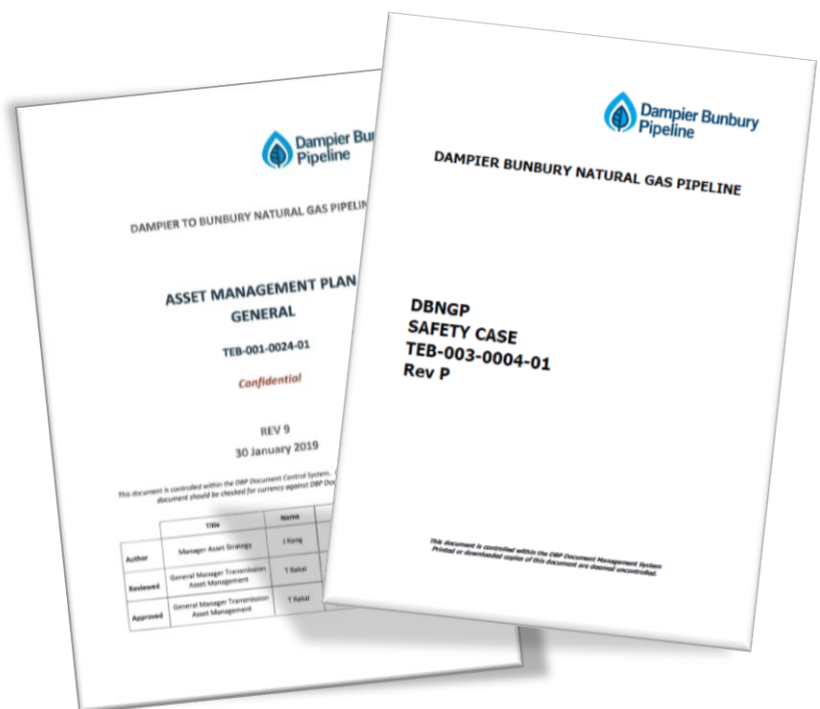 Dampier Bun
Pipeline
DAMPIER TO BUNBURY NATURAL GAS PIPELIN
ASSET MANAGEMENT PLAN
GENERAL
TEB-001-0024-01
Confidential
REV 9
30 January 2019
This document is controlled within the DBP Document Control System.
document should be checked for currency against DBP Do
Title
Name
Author
Manager Asset Strategy
J Kong
Reviewed
General Manager Transmission
Asset Management
T Rakai
Approved
General Manager Transmission
Asset Management
T Rakai
Dampier Bunbury
Pipeline
DAMPIER BUNBURY NATURAL GAS PIPELINE
DBNGP
SAFETY CASE
TEB-003-0004-01
Rev P
This document is controlled within the DBP Document Management System
Printed or downloaded copies of this document are deemed uncontrolled.